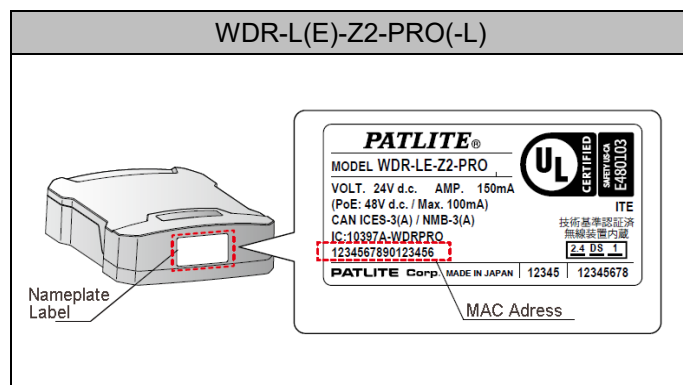 WDR-L(E)-Z2-PRO(-L)
PATLITE®
MODEL WDR-LE-Z2-PRO
VOLT. 24V d.c. AMP. 150mA
(PoE: 48V d.c. / Max. 100mA)
CAN ICES-3(A) / NMB-3(A)
IC:10397A-WDRPRO
1234567890123456
PATLITE Corp. MADE IN JAPAN 12345 12345678
UL
CERTIFIED
SAFETY US-CA
E480103
ITE
技術基準認証済
無線装置内蔵
2.4 DS 1
Nameplate
Label
MAC Adress